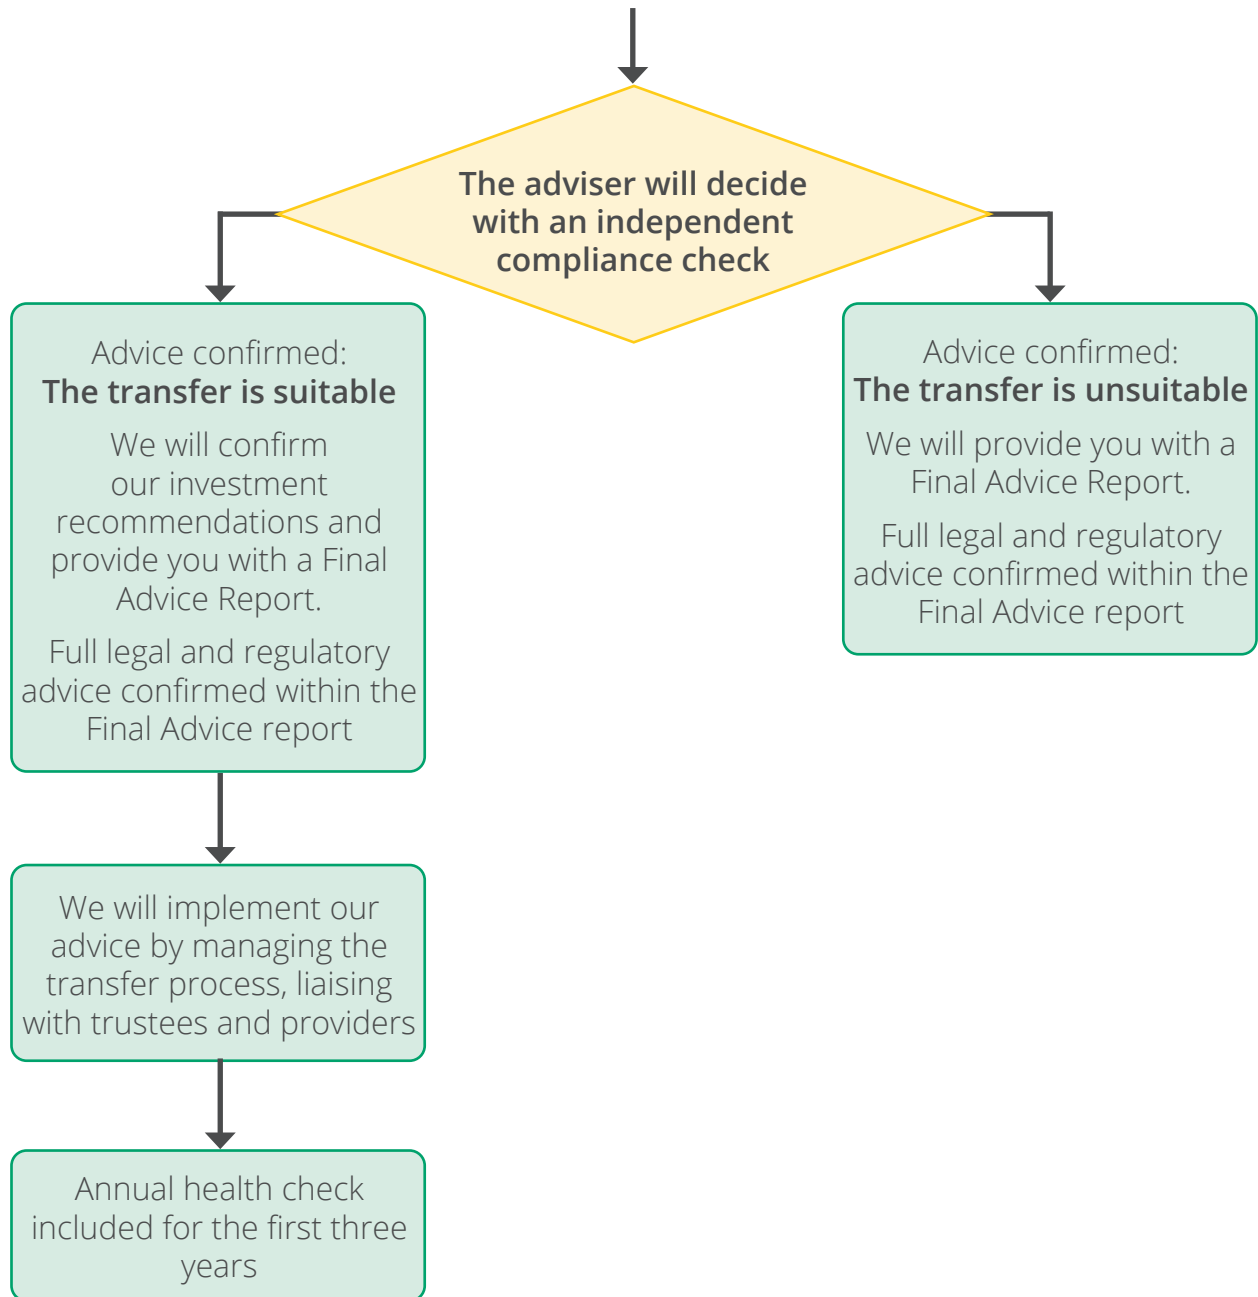 The adviser will decide
with an independent
compliance check
Advice confirmed:
The transfer is suitable
We will confirm
our investment
recommendations and
provide you with a Final
Advice Report.
Full legal and regulatory
advice confirmed within the
Final Advice report
Advice confirmed:
The transfer is unsuitable
We will provide you with a
Final Advice Report.
Full legal and regulatory
advice confirmed within the
Final Advice report
We will implement our
advice by managing the
transfer process, liaising
with trustees and providers
Annual health check
included for the first three
years